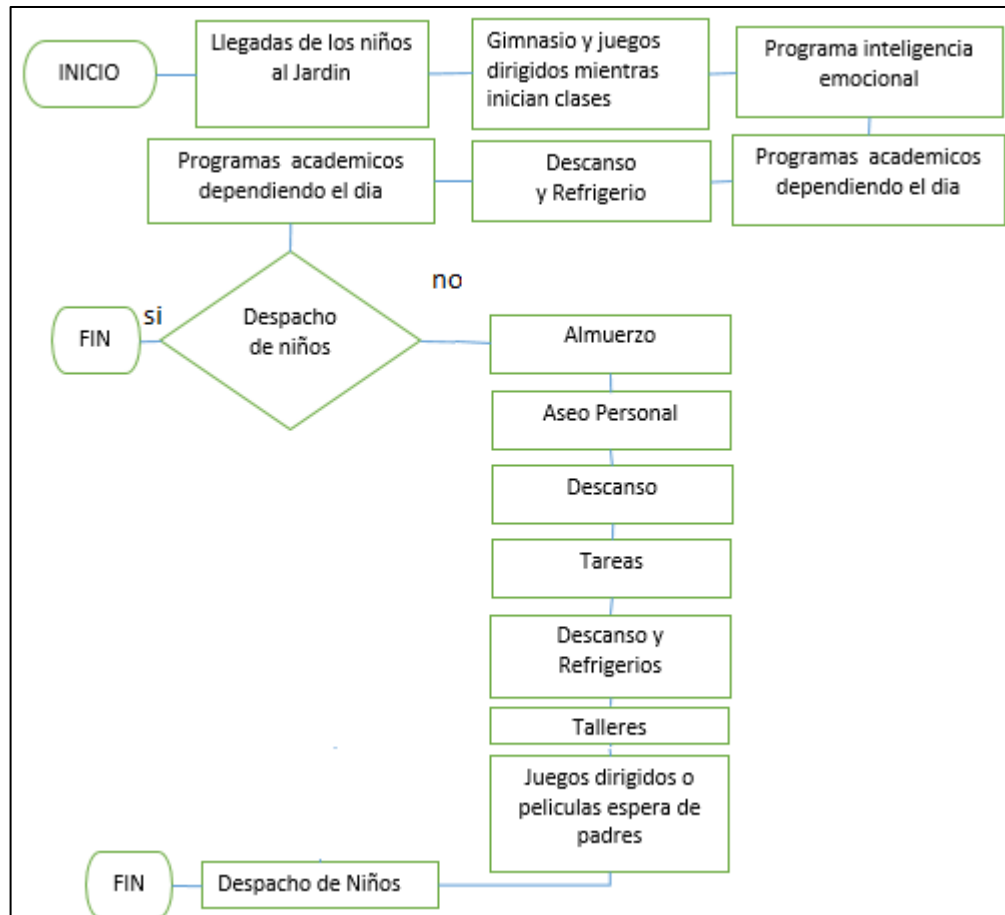 INICIO
Llegadas de los niños
al Jardin
Gimnasio y juegos
dirigidos mientras
inician clases
Programa inteligencia
emocional
Programas academicos
dependiendo el dia
Descanso
y Refrigerio
Programas academicos
dependiendo el dia
Despacho
de niños
si
FIN
no
Almuerzo
Aseo Personal
Descanso
Tareas
Descanso y
Refrigerios
Talleres
Juegos dirigidos o
peliculas espera de
padres
Despacho de Niños
FIN